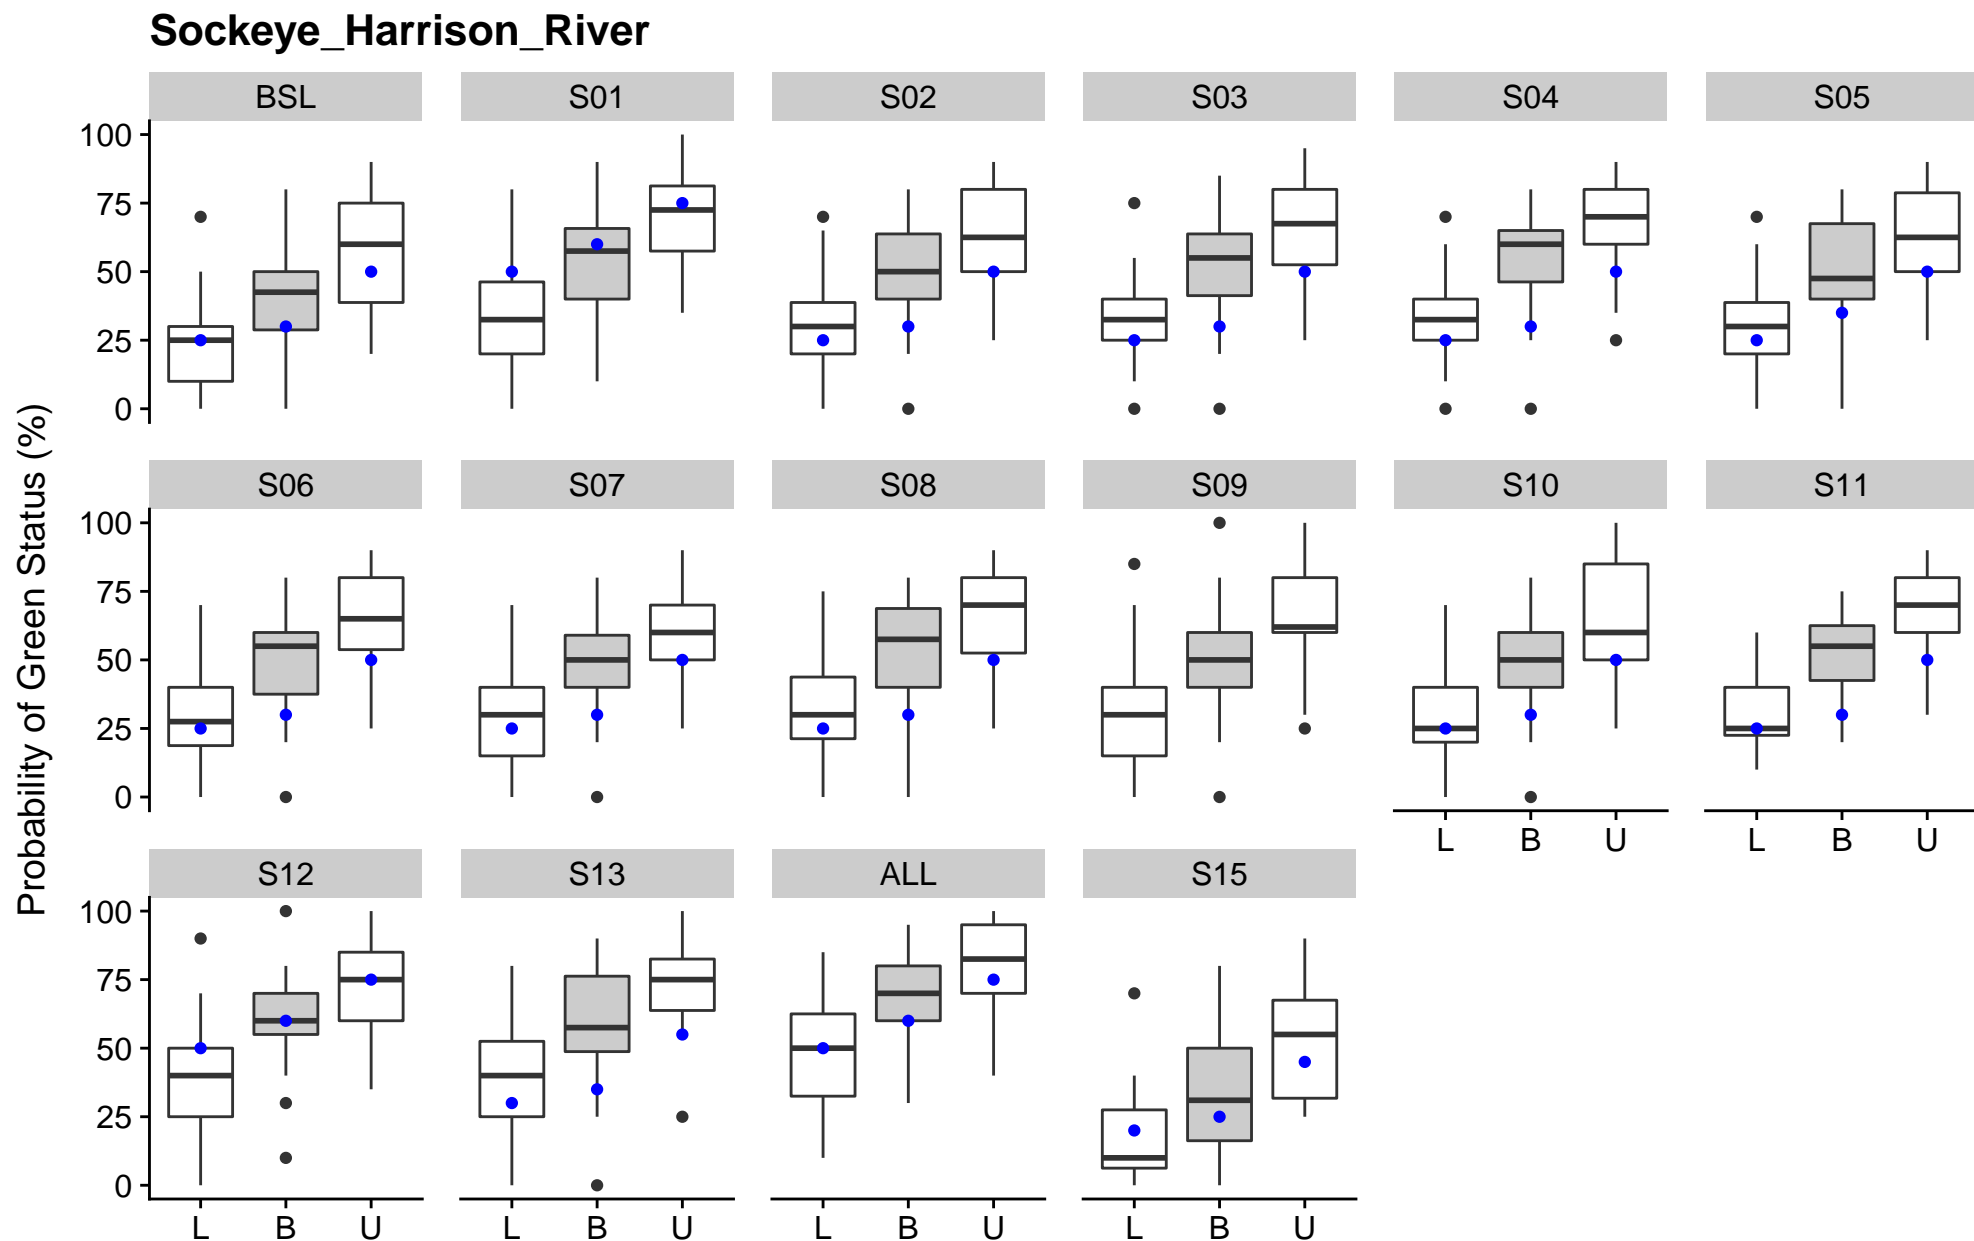 Sockeye_Harrison_River
BSL S01 S02 S03 S04 S05
100
75
50
25
0
Probability of Green Status (%)
S06 S07 S08 S09 S10 S11
100
75
50
25
0
L B U L B U
S12 S13 ALL S15
100
75
50
25
0
L B U L B U L B U L B U